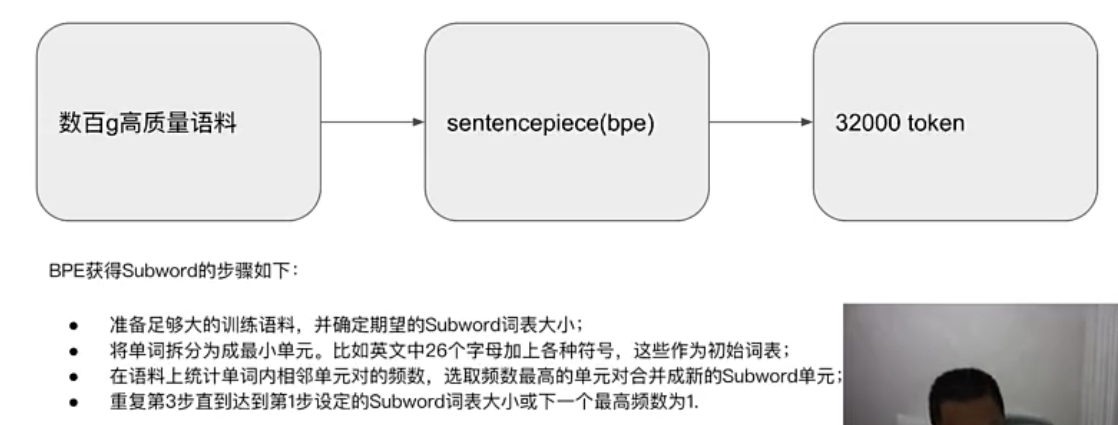 数百g高质量语料
sentencepiece(bpe)
32000 token
BPE获得Subword的步骤如下：
● 准备足够大的训练语料，并确定期望的Subword词表大小；
● 将单词拆分为成最小单元。比如英文中26个字母加上各种符号，这些作为初始词表；
● 在语料上统计单词内相邻单元对的频数，选取频数最高的单元对合并成新的Subword单元；
● 重复第3步直到达到第1步设定的Subword词表大小或下一个最高频数为1.